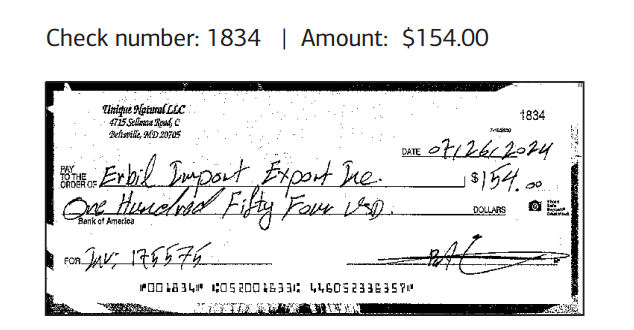 Check number: 1834 | Amount: $154.00
Unique Natural LLC
4715 Sellman Road, C
Beltsville, MD 20705
1834
DATE 07/26/2024
PAY TO THE ORDER OF Erbil Import Export Inc. $154.00
One Hundred Fifty Four USD. DOLLARS
Bank of America
FOR Inv: 175575
⑈001834⑈ ⑆052001633⑆ 446052336357⑈